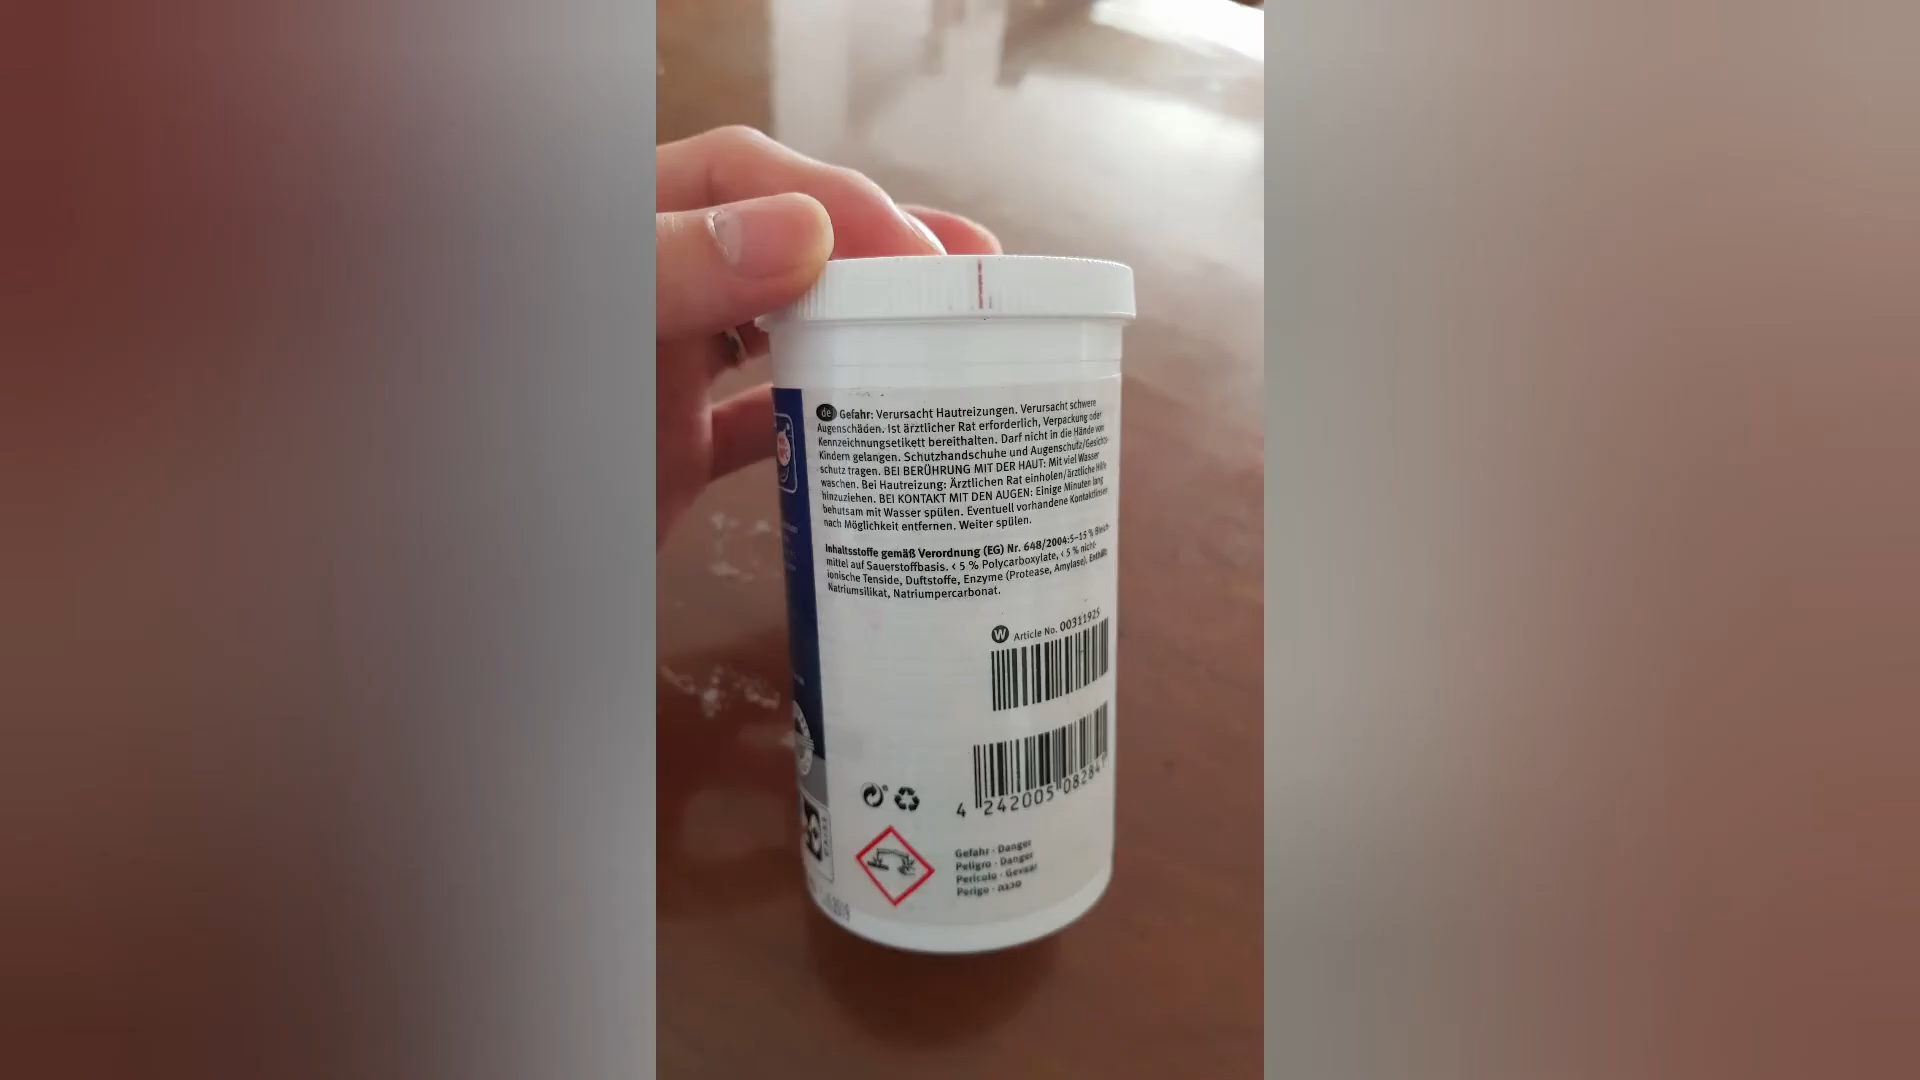 de Gefahr: Verursacht Hautreizungen. Verursacht schwere
Augenschäden. Ist ärztlicher Rat erforderlich, Verpackung oder
Kennzeichnungsetikett bereithalten. Darf nicht in die Hände von
Kindern gelangen. Schutzhandschuhe und Augenschutz/Gesichts-
schutz tragen. BEI BERÜHRUNG MIT DER HAUT: Mit viel Wasser
waschen. Bei Hautreizung: Ärztlichen Rat einholen/ärztliche Hilfe
hinzuziehen. BEI KONTAKT MIT DEN AUGEN: Einige Minuten lang
behutsam mit Wasser spülen. Eventuell vorhandene Kontaktlinsen
nach Möglichkeit entfernen. Weiter spülen.
Inhaltsstoffe gemäß Verordnung (EG) Nr. 648/2004: 5–15 % Bleich-
mittel auf Sauerstoffbasis. < 5 % Polycarboxylate, < 5 % nicht-
ionische Tenside, Duftstoffe, Enzyme (Protease, Amylase). Enthält
Natriumsilikat, Natriumpercarbonat.
W Article No. 00311925
4 242005 082841
Gefahr · Danger
Peligro · Danger
Pericolo · Gevaar
Perigo · סכנה